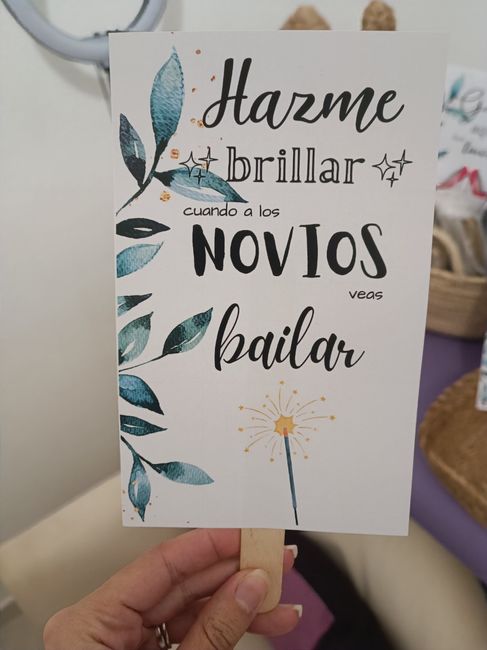 Hazme
brillar
cuando a los
NOVIOS
veas
bailar